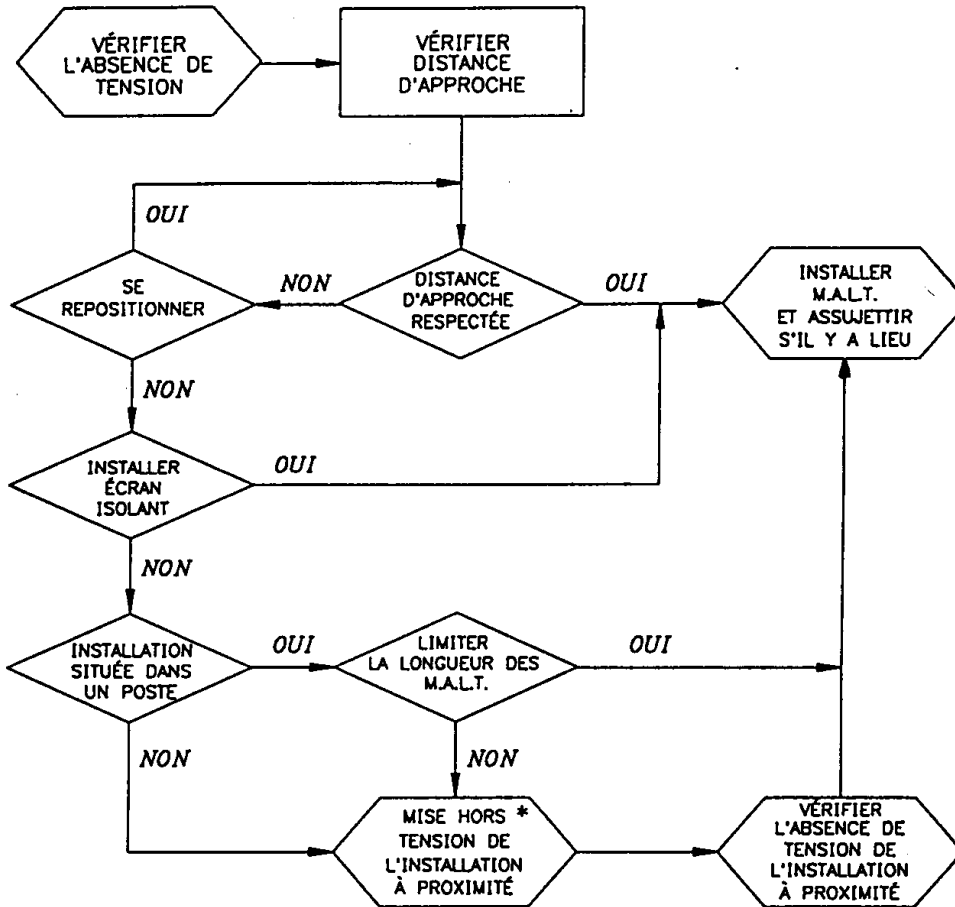 VÉRIFIER
L'ABSENCE DE
TENSION
VÉRIFIER
DISTANCE
D'APPROCHE
OUI
SE
REPOSITIONNER
NON
DISTANCE
D'APPROCHE
RESPECTÉE
OUI
INSTALLER
M.A.L.T.
ET ASSUJETTIR
S'IL Y A LIEU
NON
INSTALLER
ÉCRAN
ISOLANT
OUI
NON
INSTALLATION
SITUÉE DANS
UN POSTE
OUI
LIMITER
LA LONGUEUR DES
M.A.L.T.
OUI
NON
NON
MISE HORS *
TENSION DE
L'INSTALLATION
À PROXIMITÉ
VÉRIFIER
L'ABSENCE DE
TENSION DE
L'INSTALLATION
À PROXIMITÉ